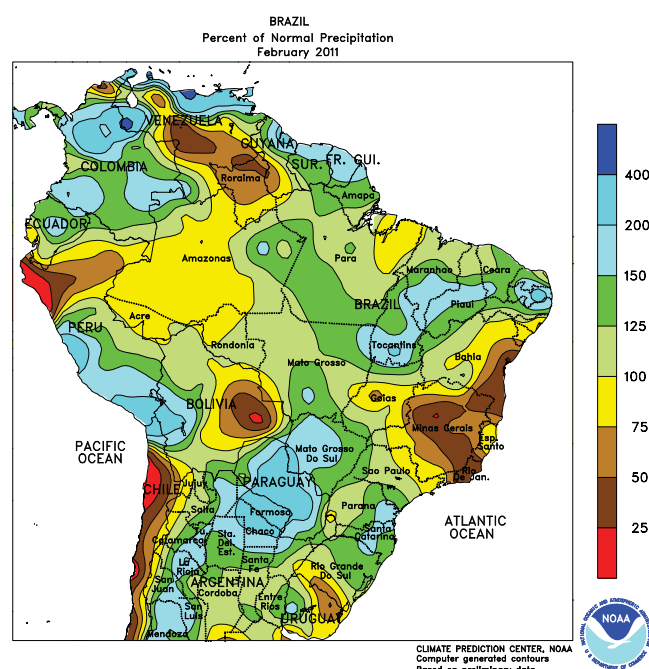 BRAZIL
Percent of Normal Precipitation
February 2011
VENEZUELA
GUYANA
SUR. FR. GUI.
COLOMBIA
Roraima
Amapa
ECUADOR
Amazonas
Para
Maranhao
Ceara
BRAZIL
Piaui
PERU
Acre
Rondonia
Tocantins
Mato Grosso
Bahia
BOLIVIA
Goias
Minas Gerais
Esp.
Santo
PACIFIC
OCEAN
Mato Grosso
Do Sul
Sao Paulo
Rio
De Jan.
CHILE
Jujuy
PARAGUAY
Salta
Formosa
Parana
ATLANTIC
OCEAN
Tu.
Catamarca
Sta.
Del
Est.
Chaco
Santa
Catarina
La
Rioja
Santa
Fe
Rio Grande
Do Sul
San
Juan
ARGENTINA
Cordoba
Entre
Rios
San
Luis
URUGUAY
Mendoza
400
200
150
125
100
75
50
25
NOAA
CLIMATE PREDICTION CENTER, NOAA
Computer generated contours
Based on preliminary data